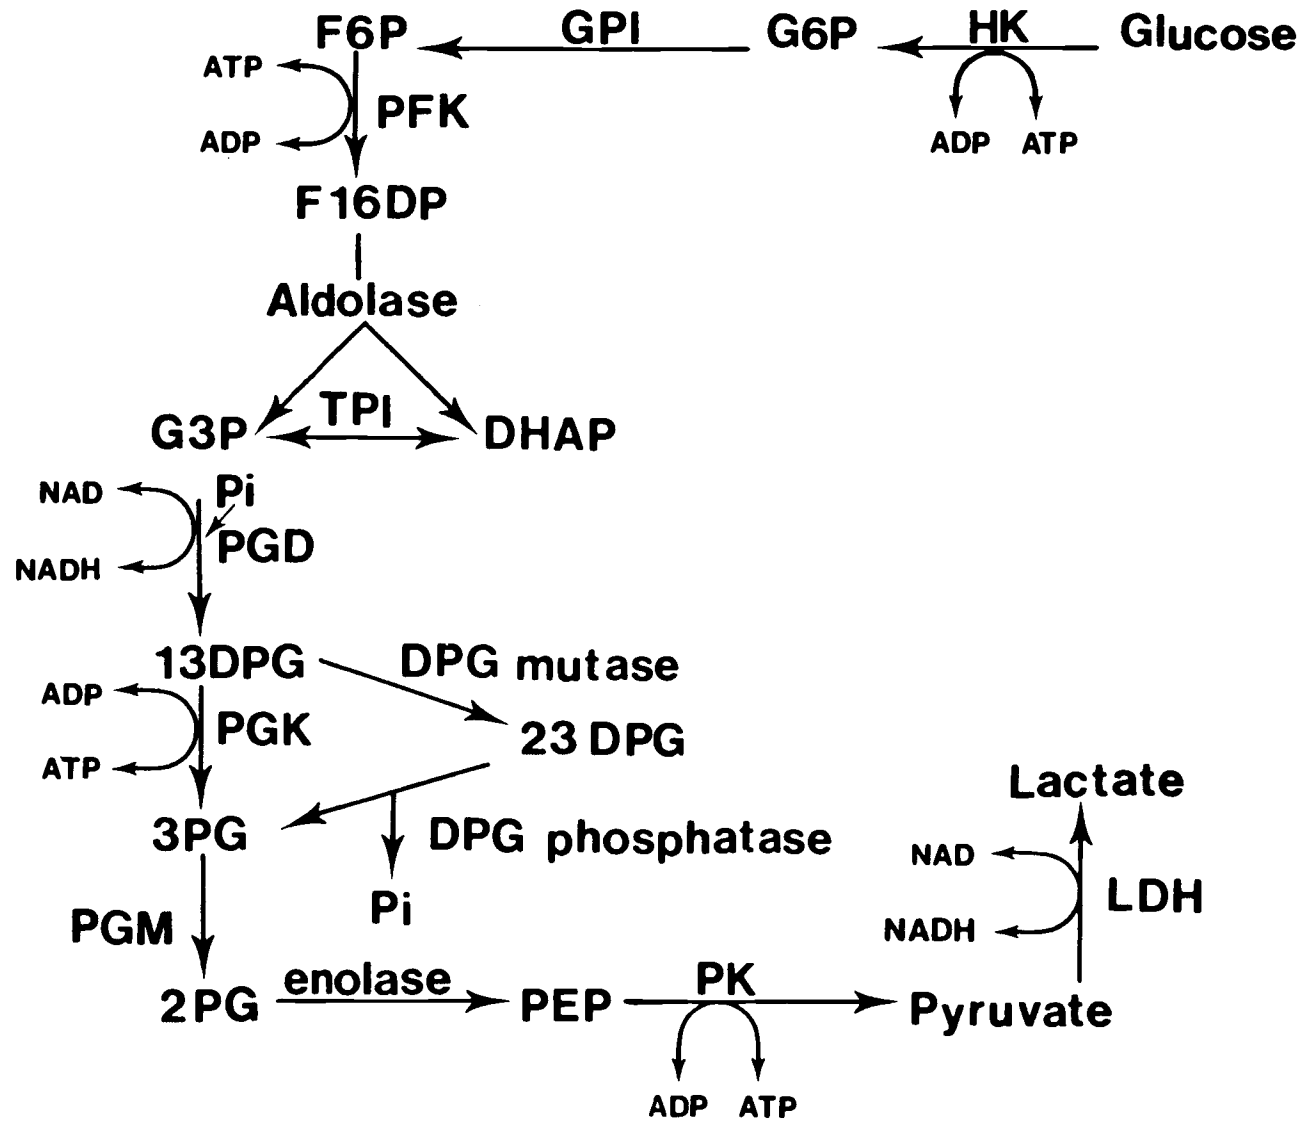 F6P GPI G6P HK Glucose
ATP
PFK
ADP
ADP ATP
F16DP
Aldolase
TPI
G3P DHAP
NAD Pi
PGD
NADH
13DPG DPG mutase
ADP
PGK
23 DPG
ATP
Lactate
3PG DPG phosphatase
NAD
LDH
Pi
PGM
NADH
enolase PK
2PG PEP Pyruvate
ADP ATP